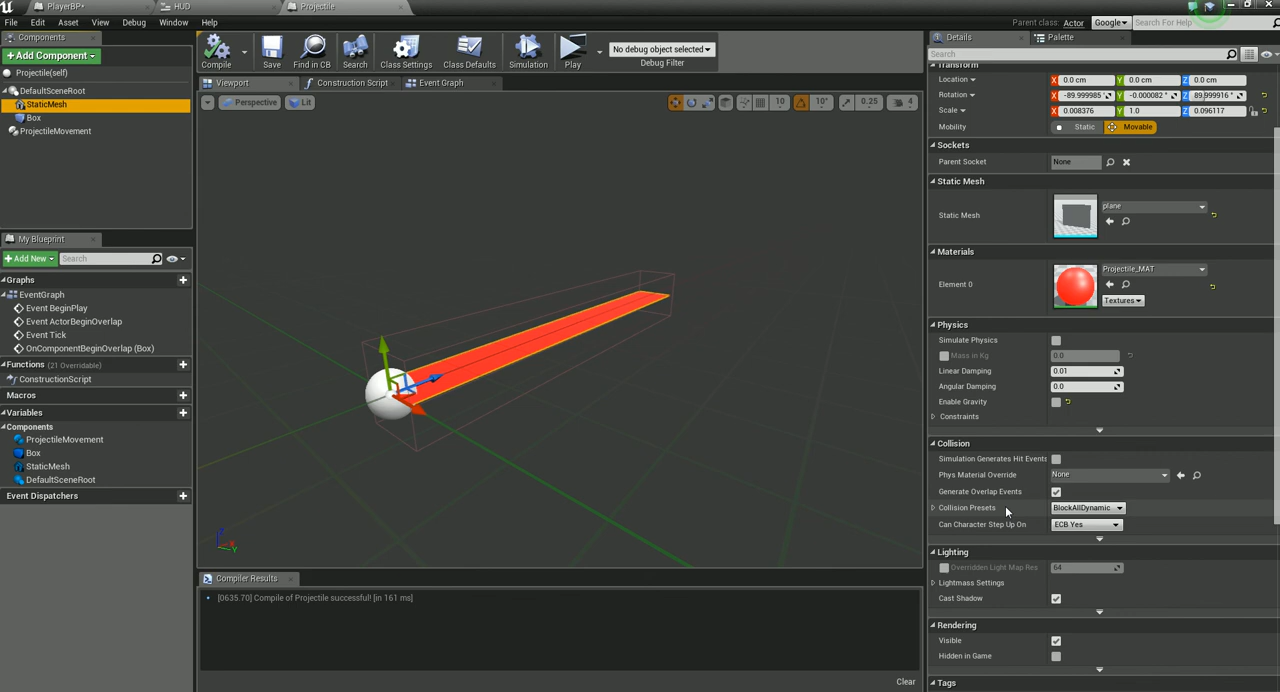 PlayerBP*
HUD
Projectile
File Edit Asset View Debug Window Help
Parent class: Actor Google Search For Help
Components
Details
Palette
+ Add Component
Compile
Save
Find in CB
Search
Class Settings
Class Defaults
Simulation
Play
No debug object selected
Debug Filter
Search
Projectile(self)
DefaultSceneRoot
StaticMesh
Box
ProjectileMovement
Viewport
Construction Script
Event Graph
Perspective
Lit
10
10°
0.25
4
Transform
Location X 0.0 cm Y 0.0 cm Z 0.0 cm
Rotation X -89.999985 ° Y -0.000082 ° Z 89.999916 °
Scale X 0.008376 Y 1.0 Z 0.096117
Mobility Static Movable
Sockets
Parent Socket None
Static Mesh
Static Mesh plane
Materials
Element 0 Projectile_MAT
Textures
Physics
Simulate Physics
Mass in Kg 0.0
Linear Damping 0.01
Angular Damping 0.0
Enable Gravity
Constraints
Collision
Simulation Generates Hit Events
Phys Material Override None
Generate Overlap Events
Collision Presets BlockAllDynamic
Can Character Step Up On ECB Yes
Lighting
Overridden Light Map Res 64
Lightmass Settings
Cast Shadow
Rendering
Visible
Hidden in Game
Tags
My Blueprint
+ Add New Search
Graphs
EventGraph
Event BeginPlay
Event ActorBeginOverlap
Event Tick
OnComponentBeginOverlap (Box)
Functions (21 Overridable)
ConstructionScript
Macros
Variables
Components
ProjectileMovement
Box
StaticMesh
DefaultSceneRoot
Event Dispatchers
Z
X
Y
Compiler Results
[0635.70] Compile of Projectile successful! [in 161 ms]
Clear